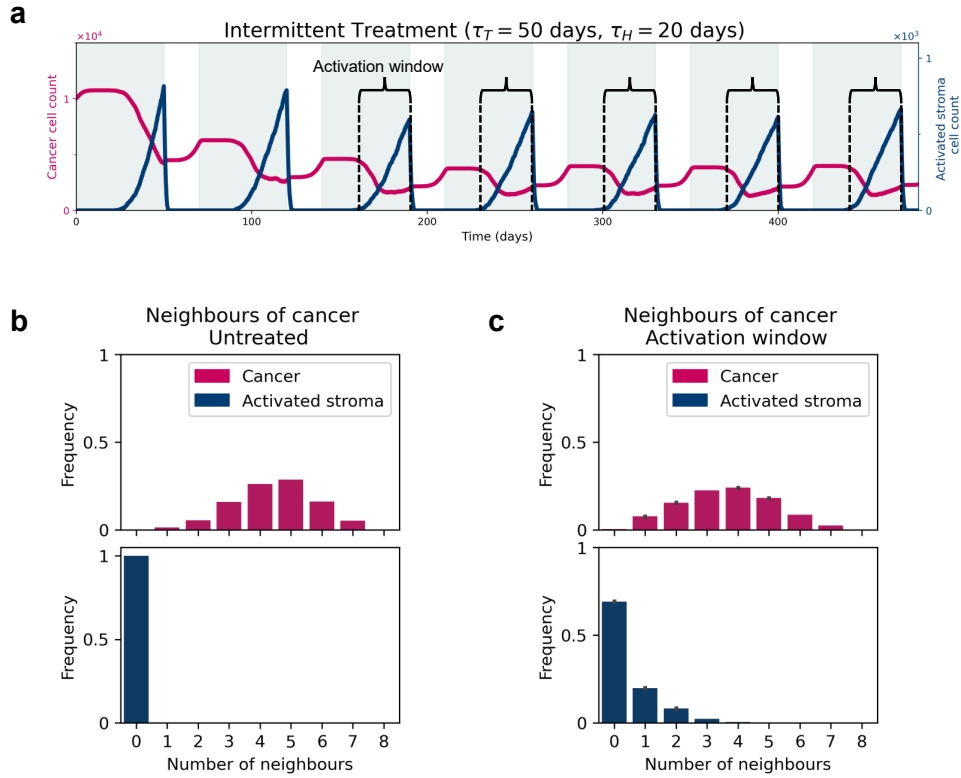 a
Intermittent Treatment (τ_T = 50 days, τ_H = 20 days)
×10⁴
×10³
Activation window
Cancer cell count
1
0
Activated stroma
cell count
1
0
0 100 200 300 400
Time (days)
b
Neighbours of cancer
Untreated
1
0.5
0
Frequency
Cancer
Activated stroma
1
0.5
0
Frequency
0 1 2 3 4 5 6 7 8
Number of neighbours
c
Neighbours of cancer
Activation window
1
0.5
0
Frequency
Cancer
Activated stroma
1
0.5
0
Frequency
0 1 2 3 4 5 6 7 8
Number of neighbours